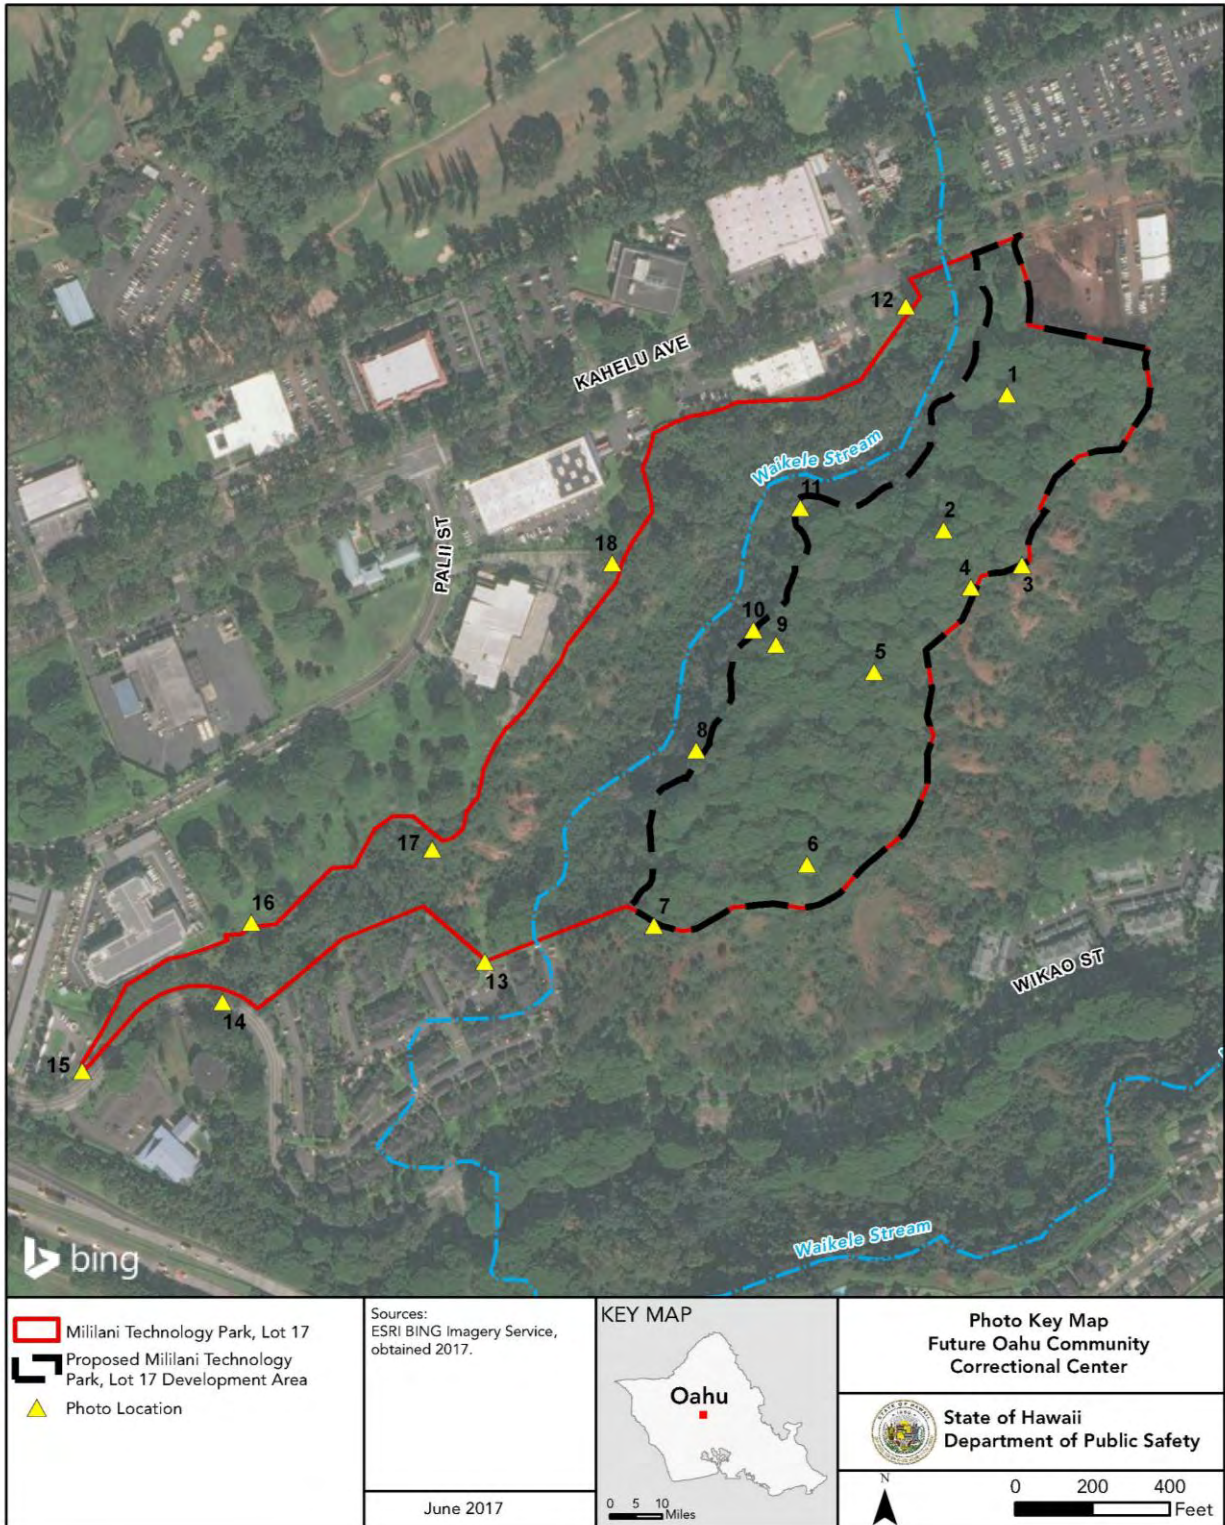 12
KAHELU AVE
1
Waikele Stream
11
2
PALII ST
18
4
3
10
9
5
8
17
6
16
7
13
WIKAO ST
14
15
Waikele Stream
bing
Mililani Technology Park, Lot 17
Proposed Mililani Technology
Park, Lot 17 Development Area
Photo Location
Sources:
ESRI BING Imagery Service,
obtained 2017.
June 2017
KEY MAP
Oahu
0 5 10
Miles
Photo Key Map
Future Oahu Community
Correctional Center
State of Hawaii
Department of Public Safety
N
0 200 400
Feet